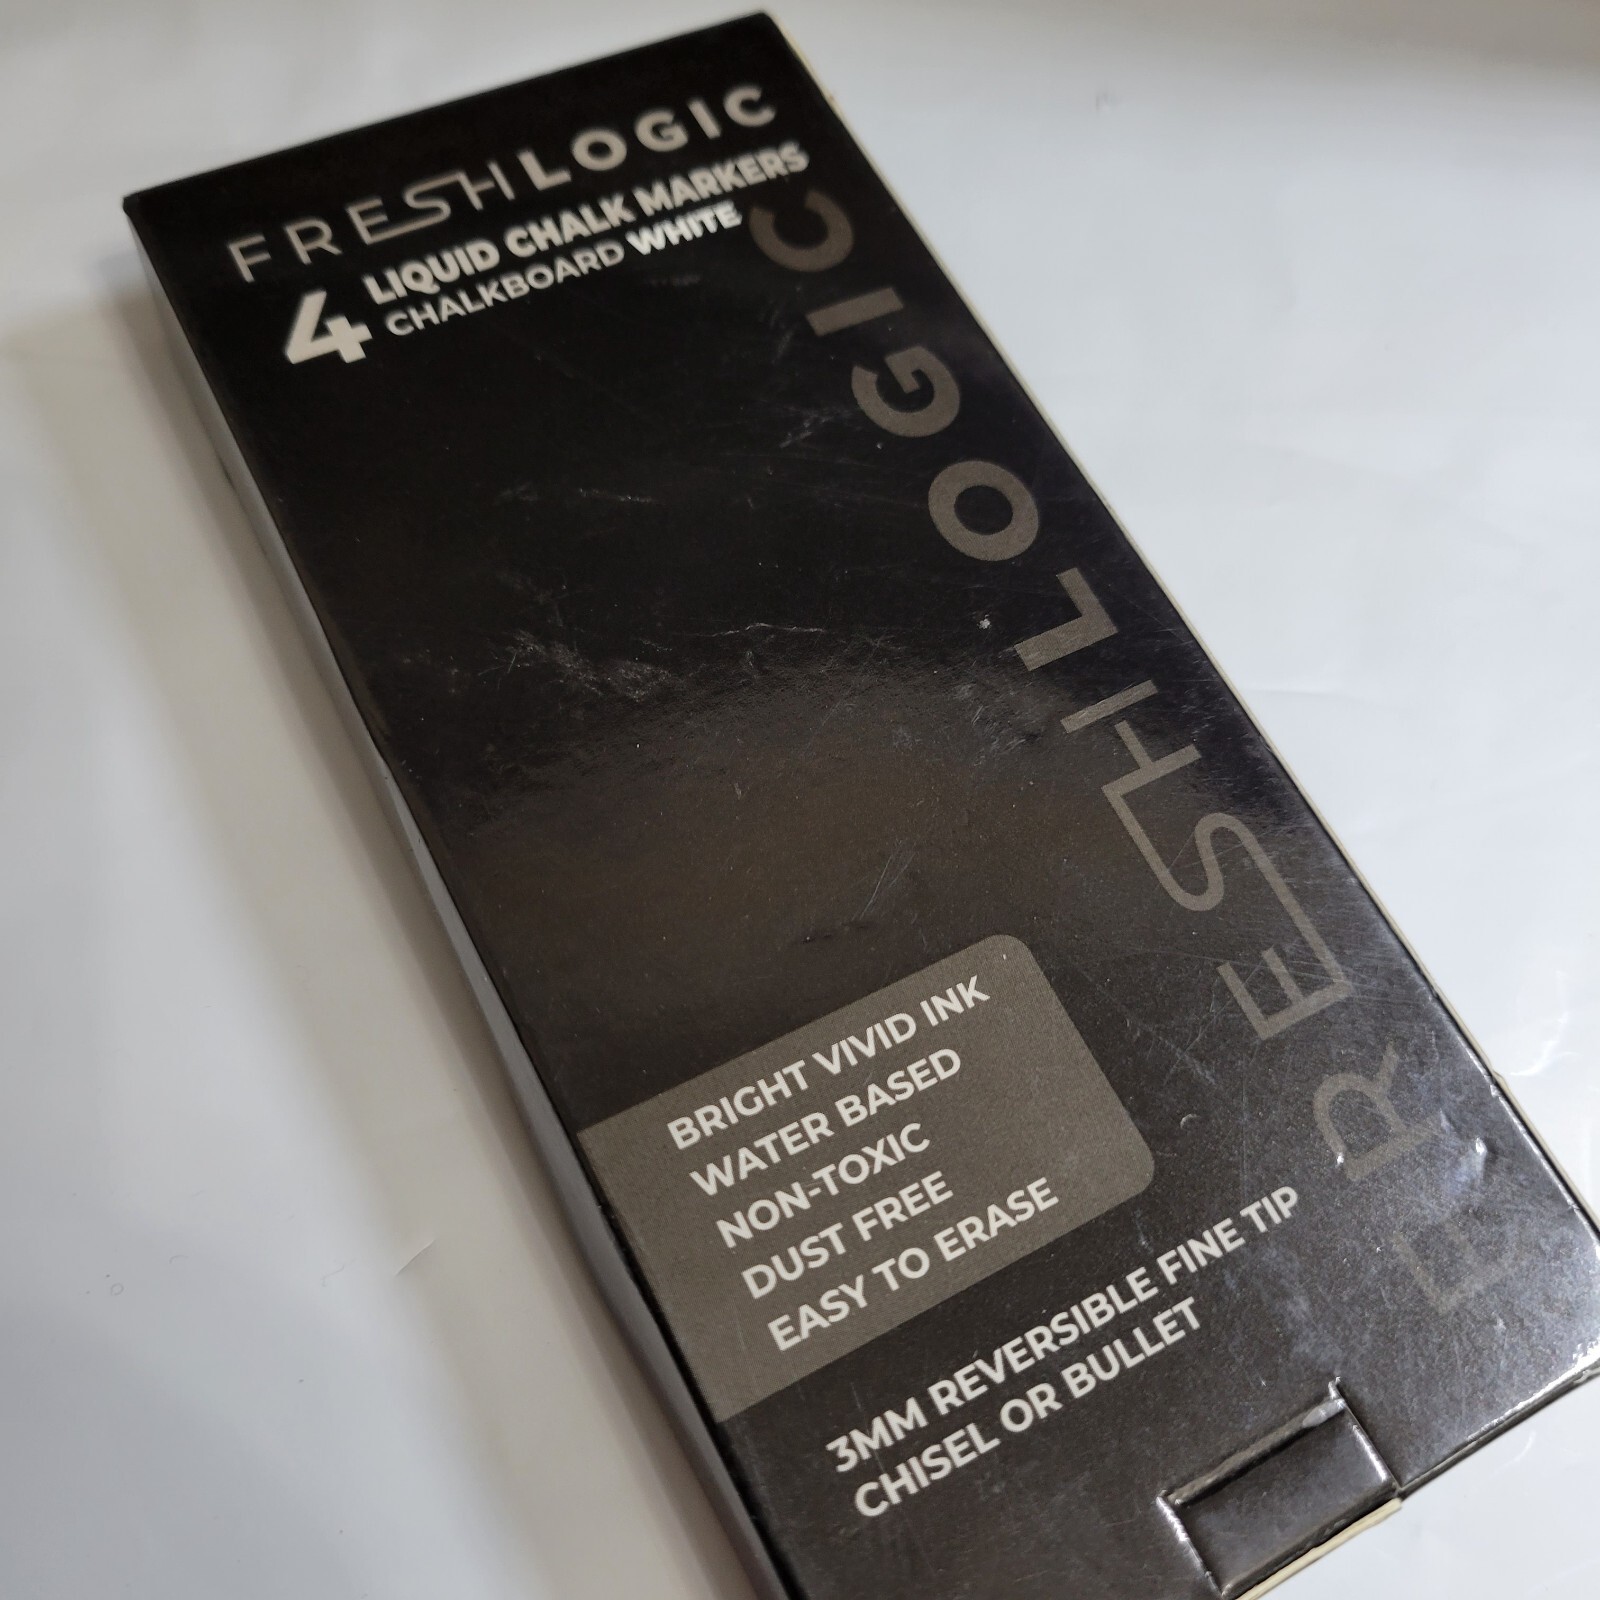 FRESHLOGIC
4 LIQUID CHALK MARKERS
CHALKBOARD WHITE
FRESHLOGIC
BRIGHT VIVID INK
WATER BASED
NON-TOXIC
DUST FREE
EASY TO ERASE
3MM REVERSIBLE FINE TIP
CHISEL OR BULLET